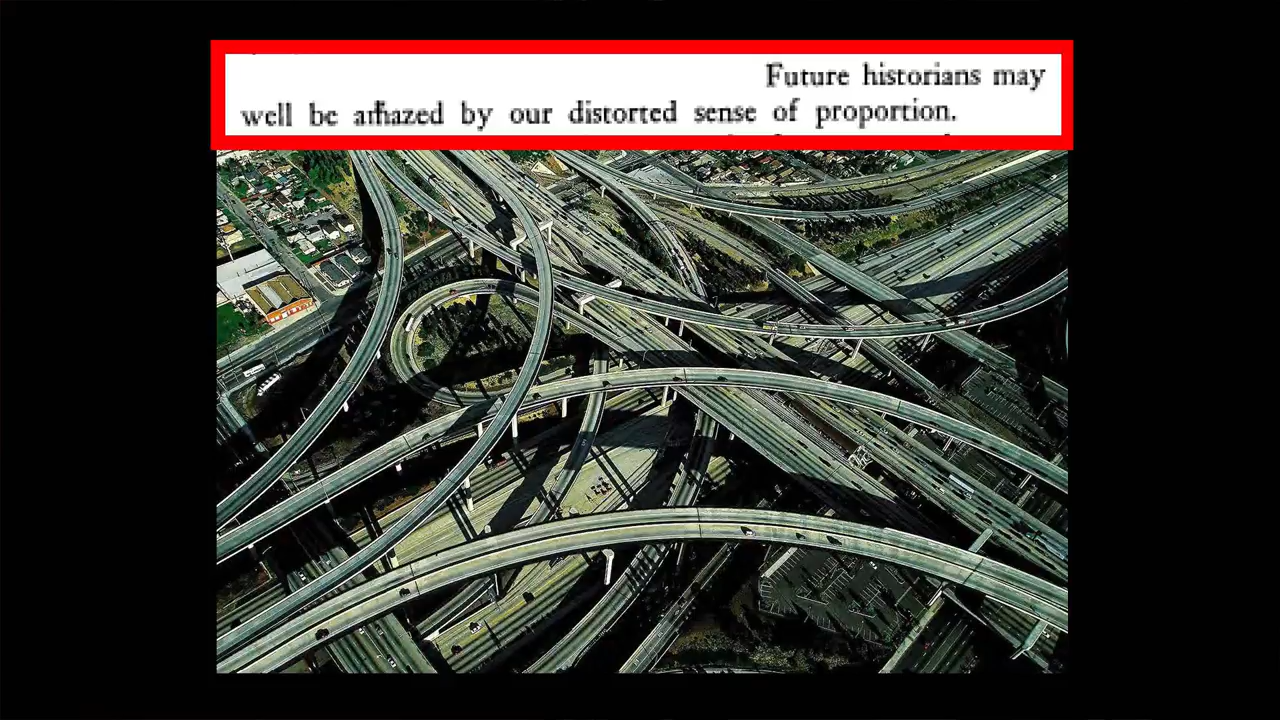 Future historians may
well be amazed by our distorted sense of proportion.